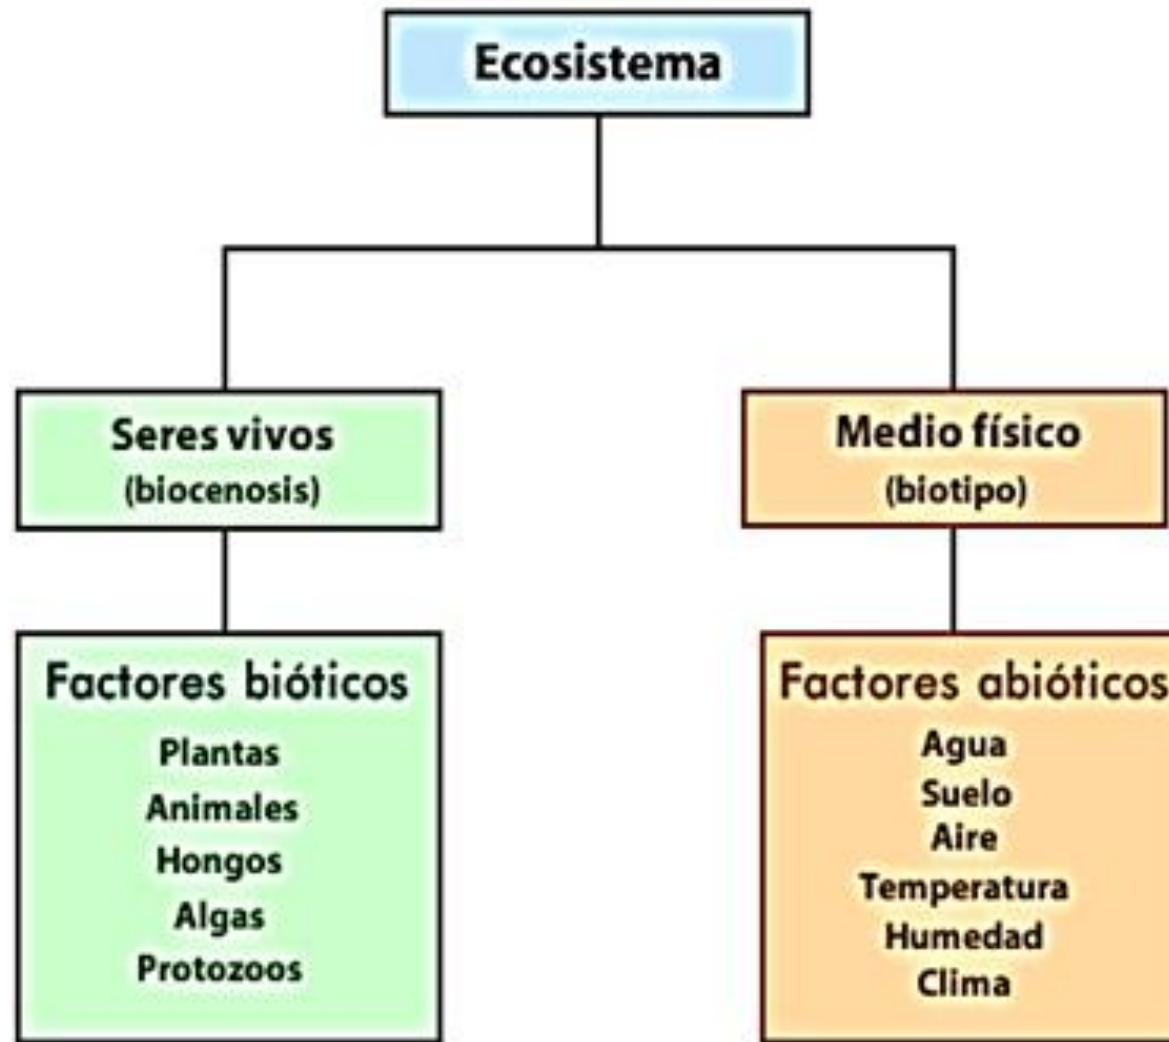 Ecosistema
Seres vivos
(biocenosis)
Medio físico
(biotipo)
Factores bióticos
Plantas
Animales
Hongos
Algas
Protozoos
Factores abióticos
Agua
Suelo
Aire
Temperatura
Humedad
Clima